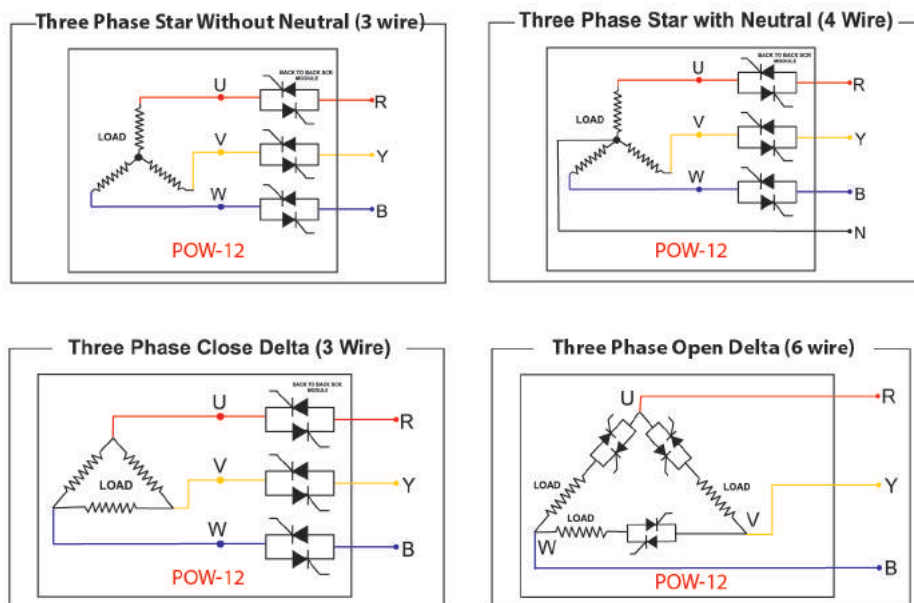 Three Phase Star Without Neutral (3 wire)
U
BACK TO BACK SCR
MODULE
R
LOAD
V
Y
W
B
POW-12
Three Phase Star with Neutral (4 Wire)
U
BACK TO BACK SCR
MODULE
R
LOAD
V
Y
W
B
N
POW-12
Three Phase Close Delta (3 Wire)
U
BACK TO BACK SCR
MODULE
R
V
LOAD
Y
W
B
POW-12
Three Phase Open Delta (6 wire)
U
R
LOAD
LOAD
Y
LOAD
V
W
B
POW-12